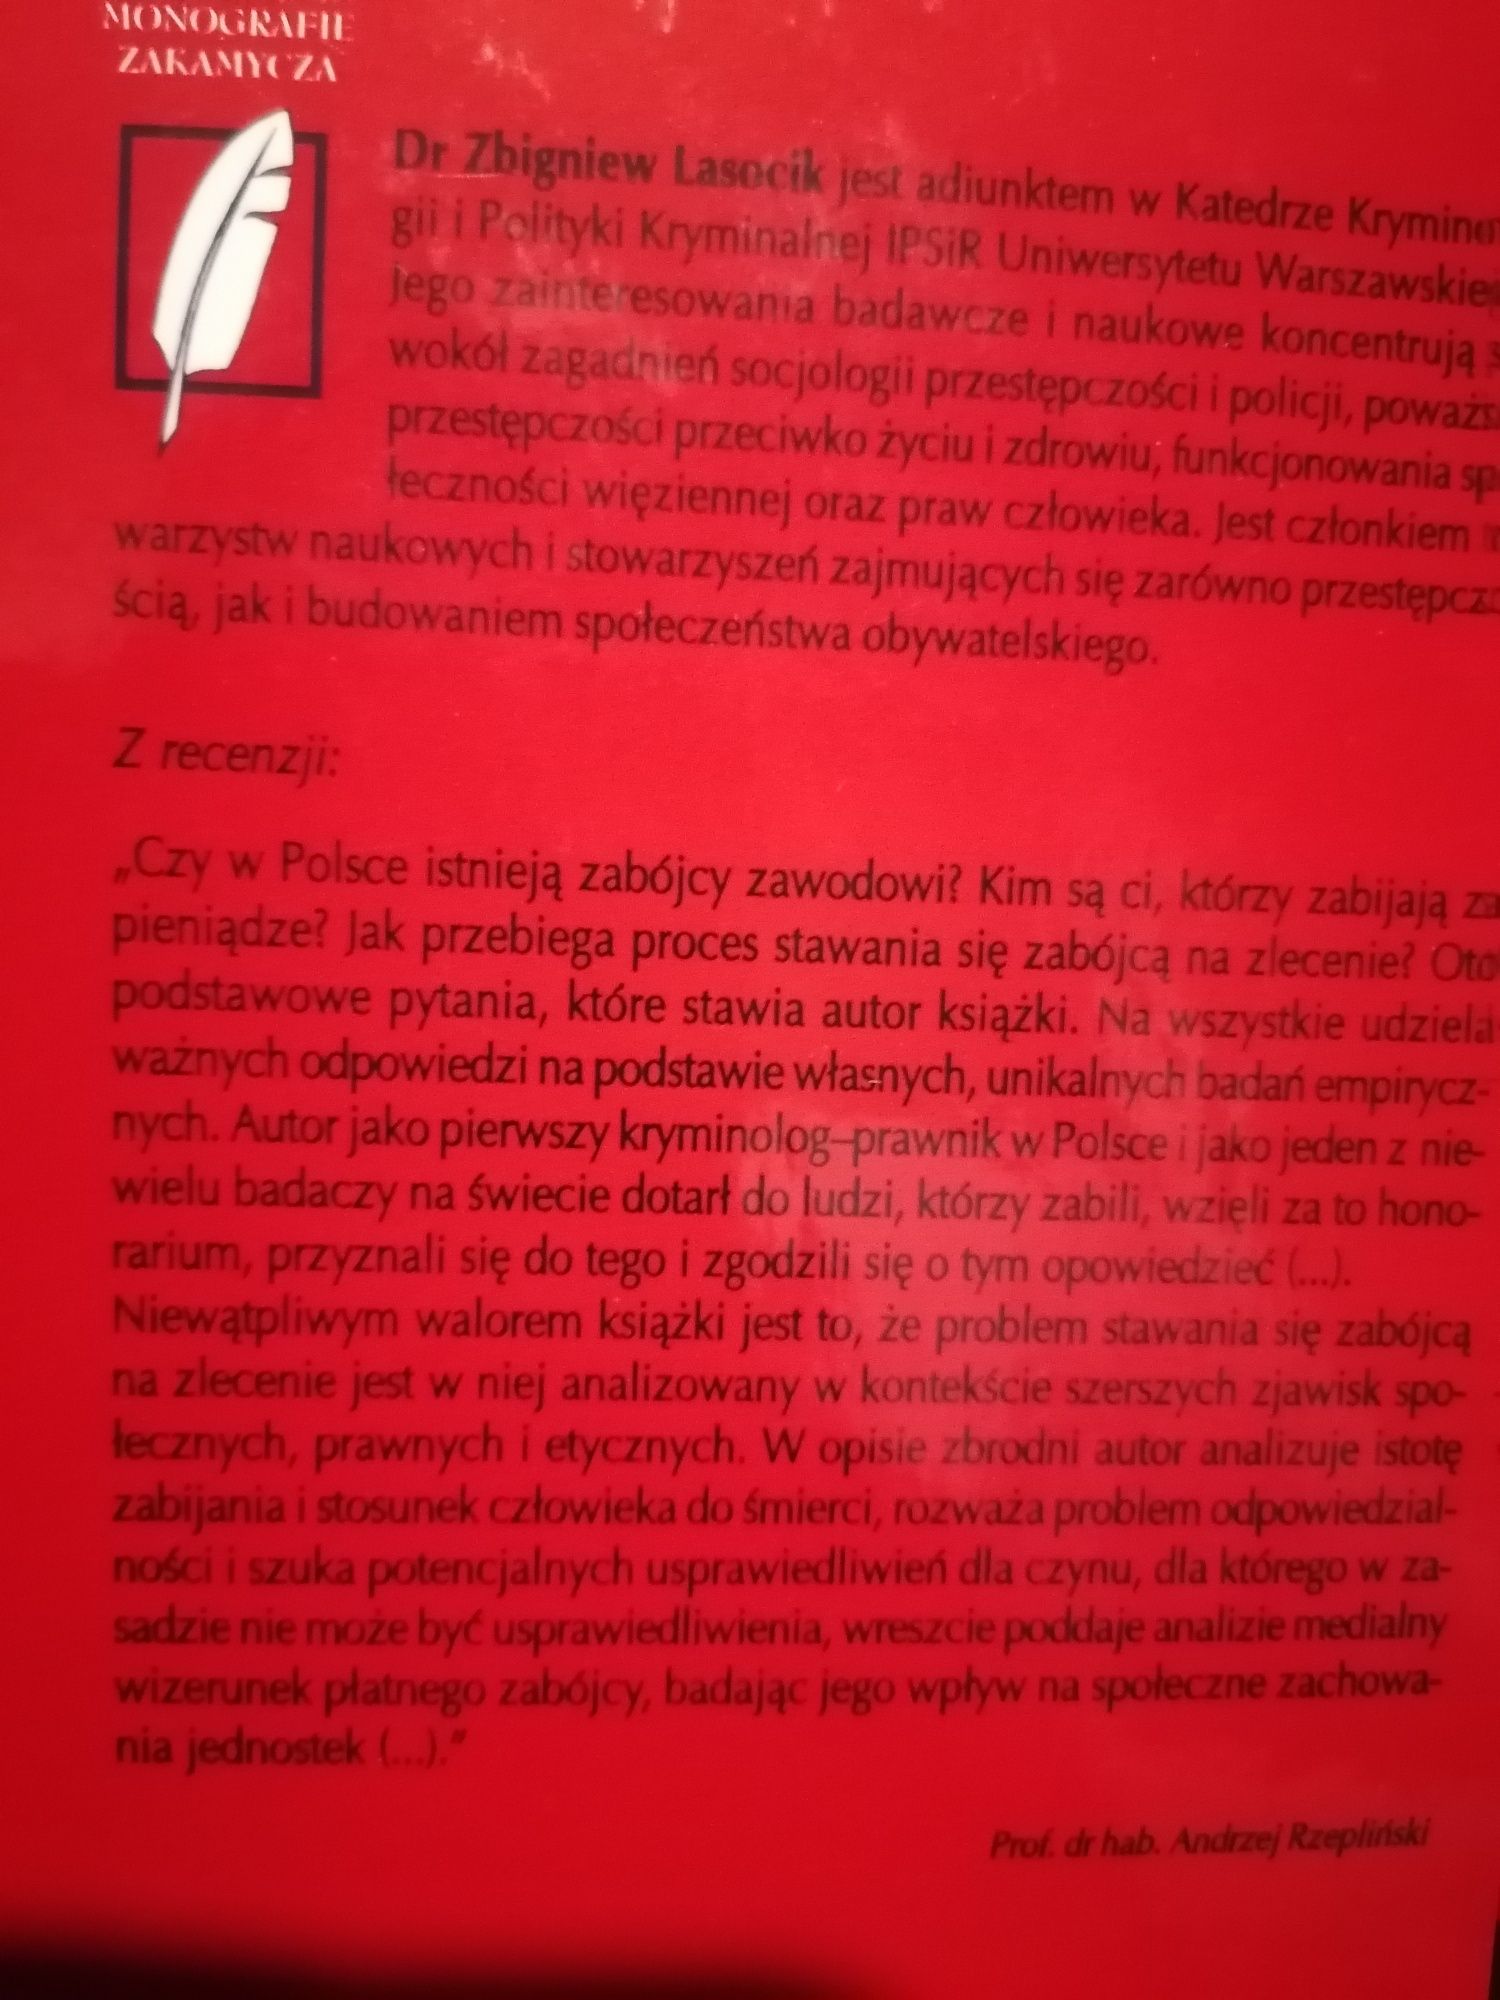 MONOGRAFIE
ZAKAMYCZA
Dr Zbigniew Lasocik jest adiunktem w Katedrze Krymino
gii i Polityki Kryminalnej IPSiR Uniwersytetu Warszawskie
Jego zainteresowania badawcze i naukowe koncentrują s
wokół zagadnień socjologii przestępczości i policji, poważ
przestępczości przeciwko życiu i zdrowiu, funkcjonowania sp
łeczności więziennej oraz praw człowieka. Jest członkiem
warzystw naukowych i stowarzyszeń zajmujących się zarówno przestępcz
ścią, jak i budowaniem społeczeństwa obywatelskiego.
Z recenzji:
„Czy w Polsce istnieją zabójcy zawodowi? Kim są ci, którzy zabijają za
pieniądze? Jak przebiega proces stawania się zabójcą na zlecenie? Oto
podstawowe pytania, które stawia autor książki. Na wszystkie udziela
ważnych odpowiedzi na podstawie własnych, unikalnych badań empirycz-
nych. Autor jako pierwszy kryminolog–prawnik w Polsce i jako jeden z nie-
wielu badaczy na świecie dotarł do ludzi, którzy zabili, wzięli za to hono-
rarium, przyznali się do tego i zgodzili się o tym opowiedzieć (...).
Niewątpliwym walorem książki jest to, że problem stawania się zabójcą
na zlecenie jest w niej analizowany w kontekście szerszych zjawisk spo-
łecznych, prawnych i etycznych. W opisie zbrodni autor analizuje istotę
zabijania i stosunek człowieka do śmierci, rozważa problem odpowiedzial-
ności i szuka potencjalnych usprawiedliwień dla czynu, dla którego w za-
sadzie nie może być usprawiedliwienia, wreszcie poddaje analizie medialny
wizerunek płatnego zabójcy, badając jego wpływ na społeczne zachowa-
nia jednostek (...)."
Prof. dr hab. Andrzej Rzepliński